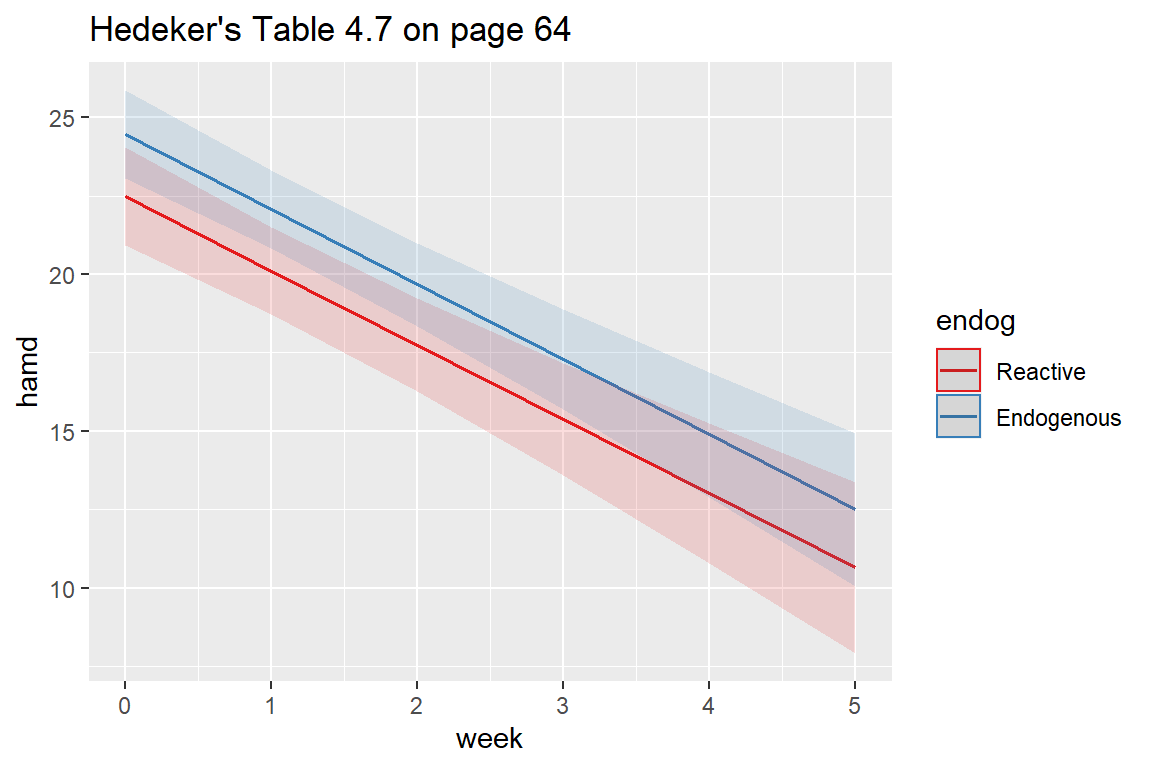 Hedeker's Table 4.7 on page 64
25
20
15
10
hamd
0 1 2 3 4 5
week
endog
Reactive
Endogenous